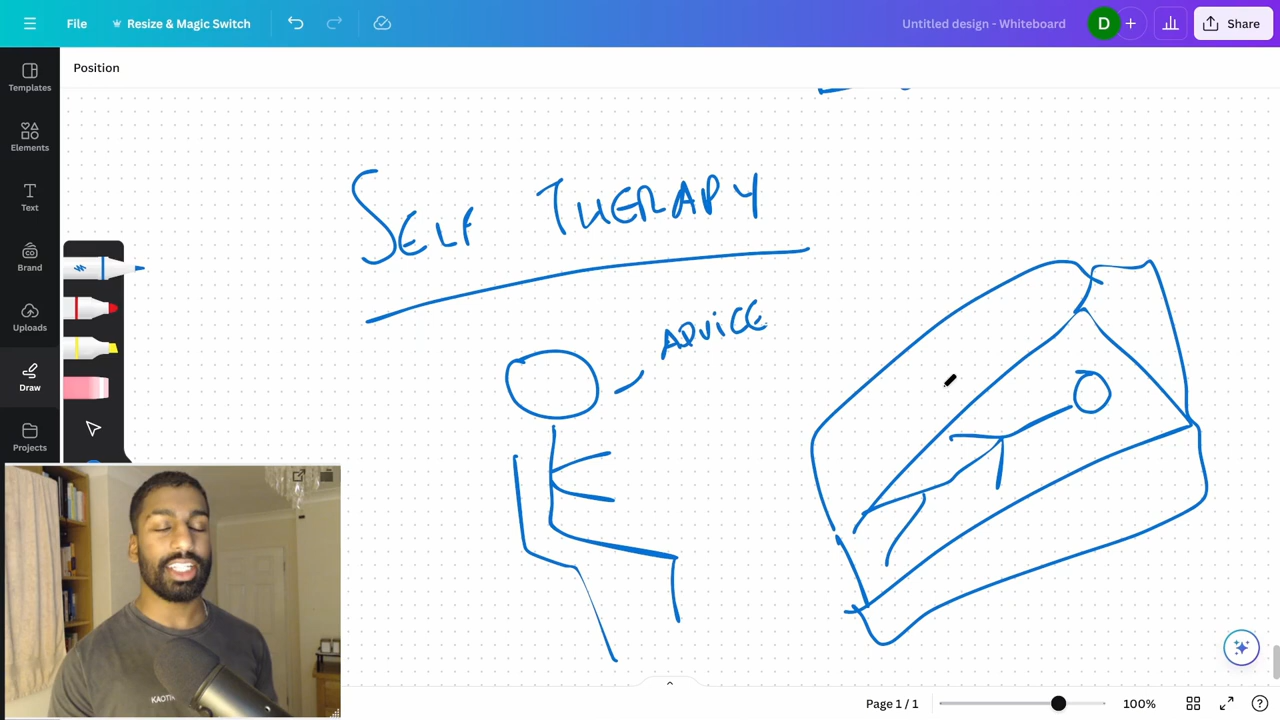 File
Resize & Magic Switch
Untitled design - Whiteboard
D
+
Share
Position
Templates
Elements
Text
Brand
Uploads
Draw
Projects
SELF THERAPY
ADVICE
Page 1 / 1
100%